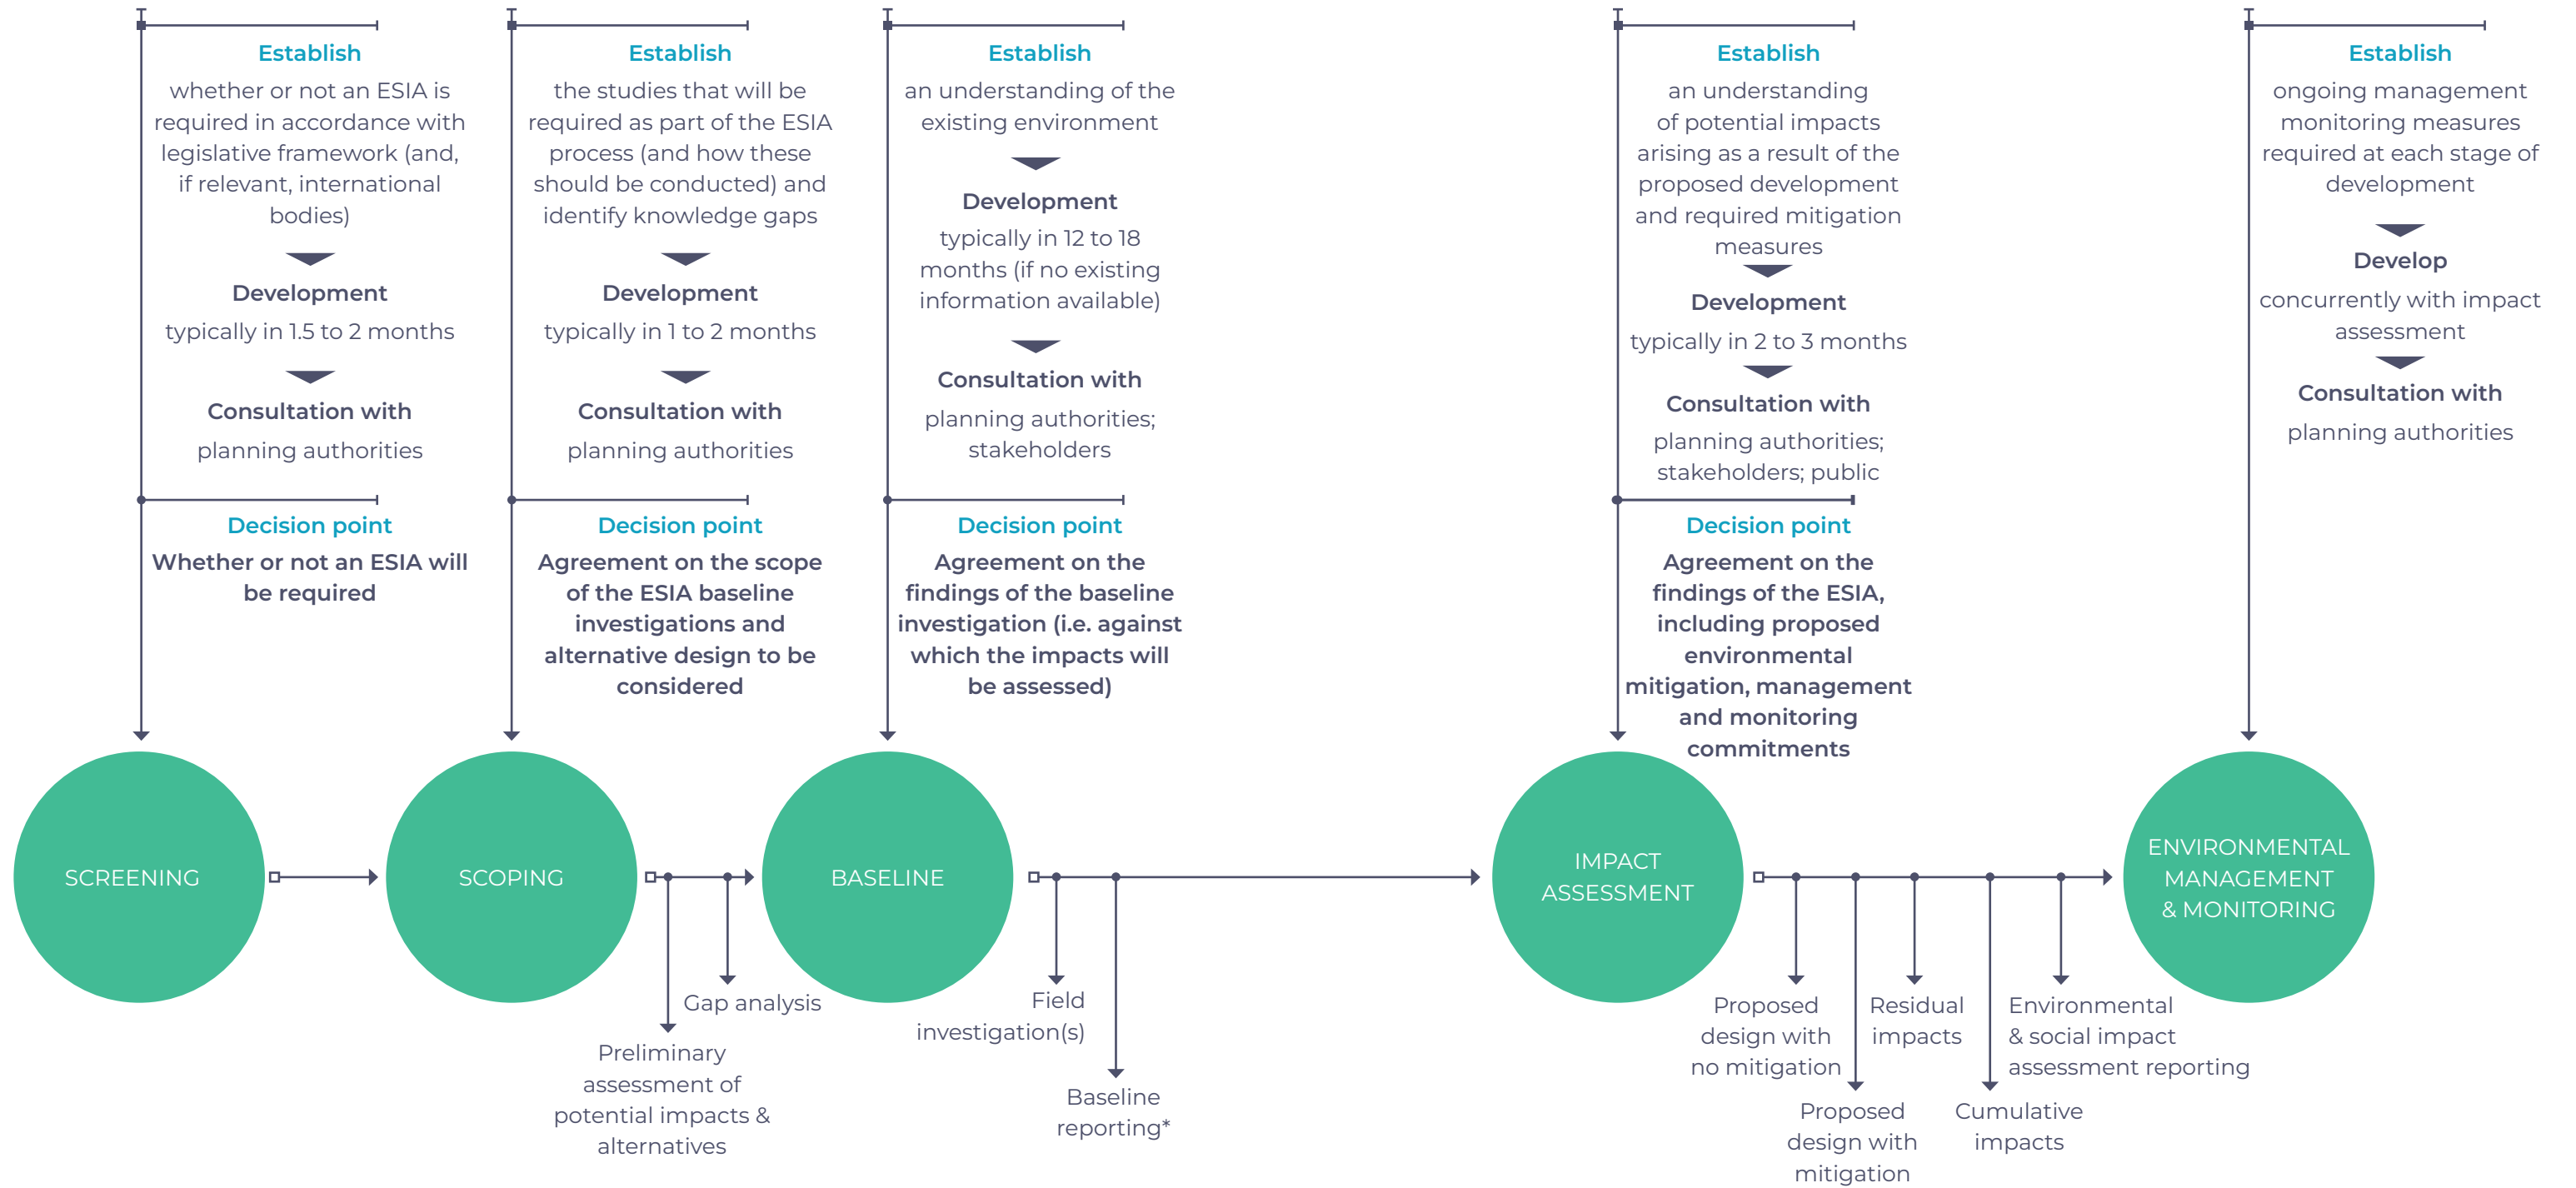 Establish
whether or not an ESIA is
required in accordance with
legislative framework (and,
if relevant, international
bodies)
Development
typically in 1.5 to 2 months
Consultation with
planning authorities
Decision point
Whether or not an ESIA will
be required
Establish
the studies that will be
required as part of the ESIA
process (and how these
should be conducted) and
identify knowledge gaps
Development
typically in 1 to 2 months
Consultation with
planning authorities
Decision point
Agreement on the scope
of the ESIA baseline
investigations and
alternative design to be
considered
Establish
an understanding of the
existing environment
Development
typically in 12 to 18
months (if no existing
information available)
Consultation with
planning authorities;
stakeholders
Decision point
Agreement on the
findings of the baseline
investigation (i.e. against
which the impacts will
be assessed)
Establish
an understanding
of potential impacts
arising as a result of the
proposed development
and required mitigation
measures
Development
typically in 2 to 3 months
Consultation with
planning authorities;
stakeholders; public
Decision point
Agreement on the
findings of the ESIA,
including proposed
environmental
mitigation, management
and monitoring
commitments
Establish
ongoing management
monitoring measures
required at each stage of
development
Develop
concurrently with impact
assessment
Consultation with
planning authorities
SCREENING
SCOPING
BASELINE
IMPACT
ASSESSMENT
ENVIRONMENTAL
MANAGEMENT
& MONITORING
Gap analysis
Preliminary
assessment of
potential impacts &
alternatives
Field
investigation(s)
Baseline
reporting*
Proposed
design with
no mitigation
Proposed
design with
mitigation
Residual
impacts
Cumulative
impacts
Environmental
& social impact
assessment reporting